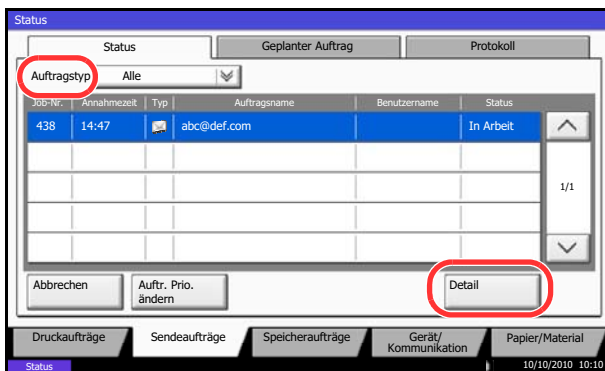 Status
Status Geplanter Auftrag Protokoll
Auftragstyp Alle
Job-Nr. Annahmezeit Typ Auftragsname Benutzername Status
438 14:47 abc@def.com In Arbeit
1/1
Abbrechen Auftr. Prio. ändern Detail
Druckaufträge Sendeaufträge Speicheraufträge Gerät/ Kommunikation Papier/Material
Status 10/10/2010 10:10